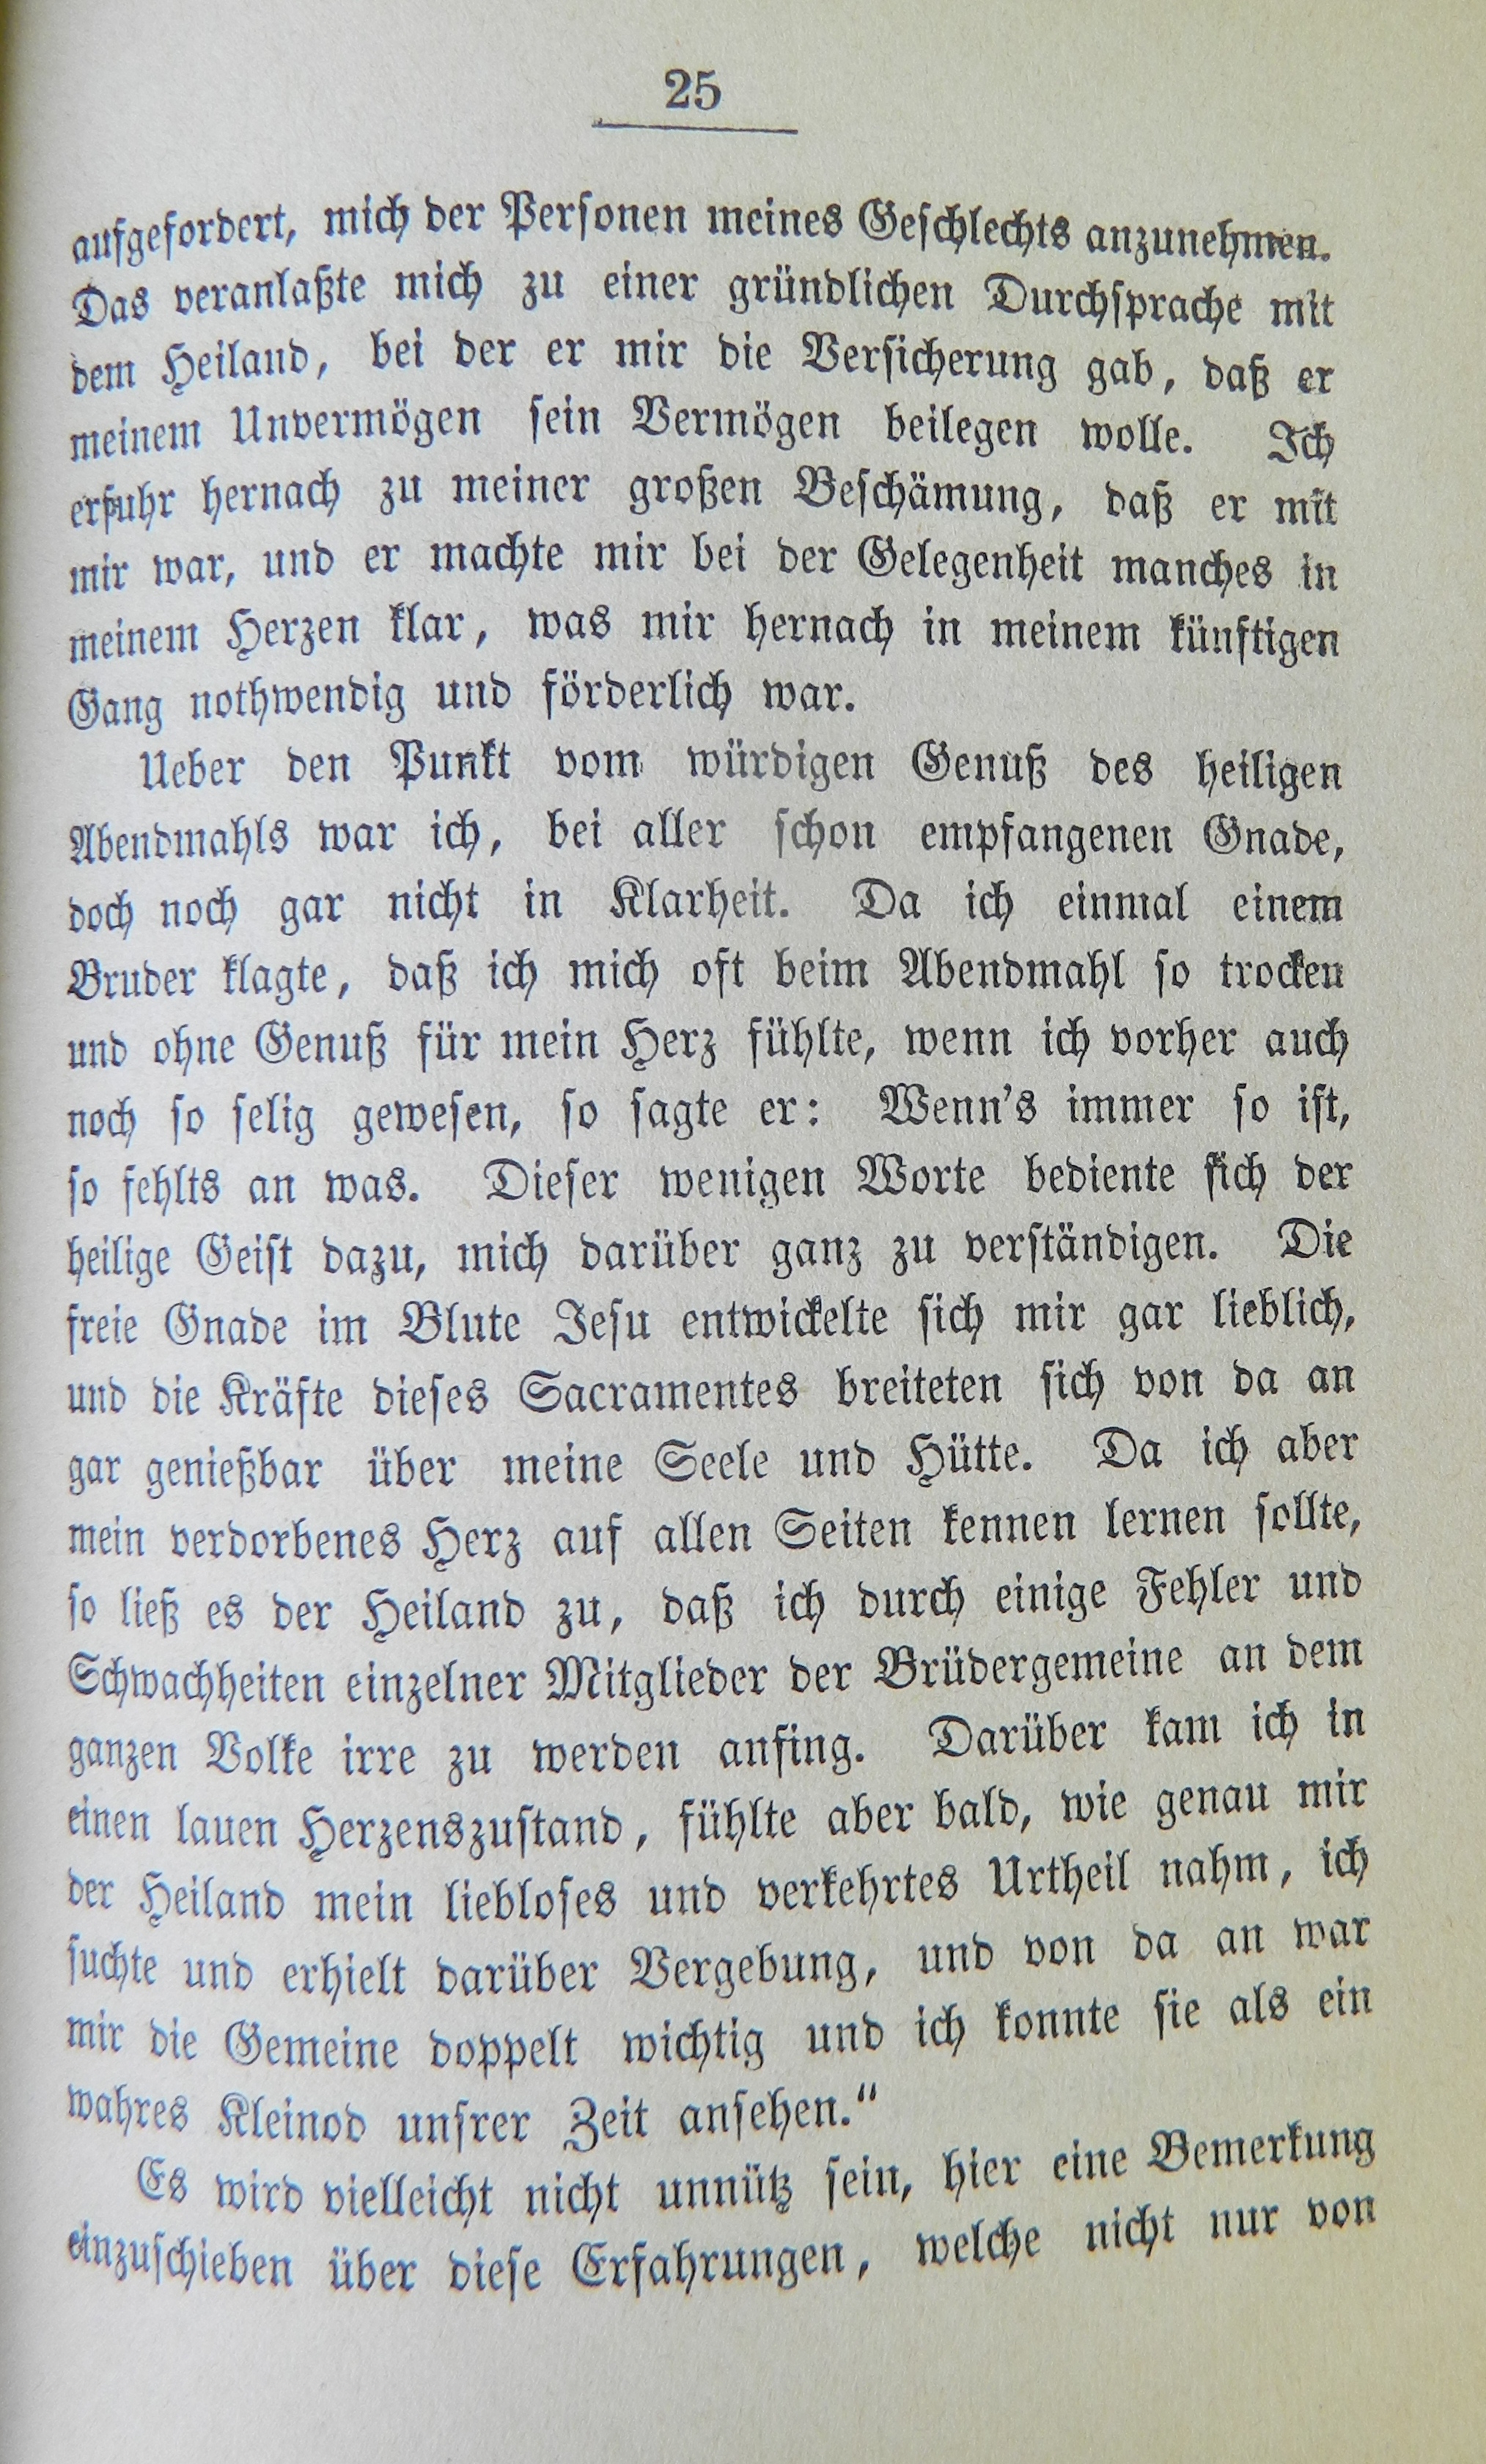 25
aufgefordert, mich der Personen meines Geschlechts anzunehmen.
Das veranlaßte mich zu einer gründlichen Durchsprache mit
dem Heiland, bei der er mir die Versicherung gab, daß er
meinem Unvermögen sein Vermögen beilegen wolle. Ich
erfuhr hernach zu meiner großen Beschämung, daß er mit
mir war, und er machte mir bei der Gelegenheit manches in
meinem Herzen klar, was mir hernach in meinem künftigen
Gang nothwendig und förderlich war.
Ueber den Punkt vom würdigen Genuß des heiligen
Abendmahls war ich, bei aller schon empfangenen Gnade,
doch noch gar nicht in Klarheit. Da ich einmal einem
Bruder klagte, daß ich mich oft beim Abendmahl so trocken
und ohne Genuß für mein Herz fühlte, wenn ich vorher auch
noch so selig gewesen, so sagte er: Wenn's immer so ist,
so fehlts an was. Dieser wenigen Worte bediente sich der
heilige Geist dazu, mich darüber ganz zu verständigen. Die
freie Gnade im Blute Jesu entwickelte sich mir gar lieblich,
und die Kräfte dieses Sacramentes breiteten sich von da an
gar genießbar über meine Seele und Hütte. Da ich aber
mein verdorbenes Herz auf allen Seiten kennen lernen sollte,
so ließ es der Heiland zu, daß ich durch einige Fehler und
Schwachheiten einzelner Mitglieder der Brüdergemeine an dem
ganzen Volke irre zu werden anfing. Darüber kam ich in
einen lauen Herzenszustand, fühlte aber bald, wie genau mir
der Heiland mein liebloses und verkehrtes Urtheil nahm, ich
suchte und erhielt darüber Vergebung, und von da an war
mir die Gemeine doppelt wichtig und ich konnte sie als ein
wahres Kleinod unsrer Zeit ansehen.“
Es wird vielleicht nicht unnütz sein, hier eine Bemerkung
einzuschieben über diese Erfahrungen, welche nicht nur von